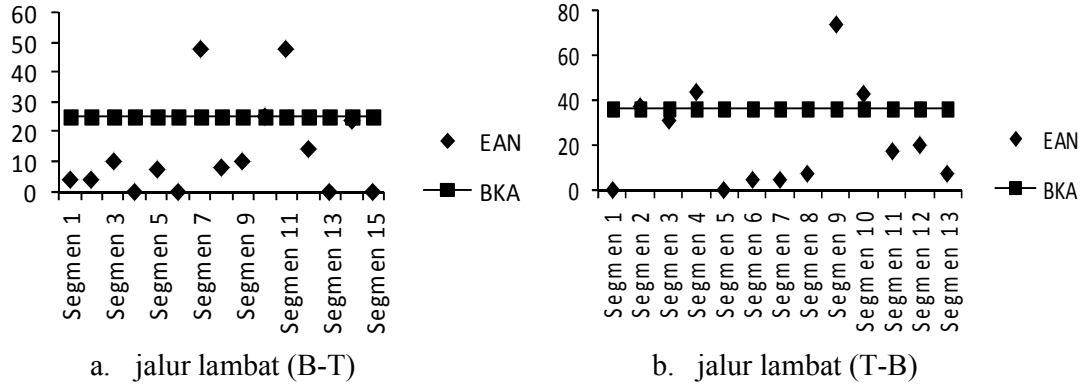 60
50
40
30
20
10
0
Segmen 1
Segmen 3
Segmen 5
Segmen 7
Segmen 9
Segmen 11
Segmen 13
Segmen 15
EAN
BKA
a. jalur lambat (B-T)
80
60
40
20
0
Segmen 1
Segmen 2
Segmen 3
Segmen 4
Segmen 5
Segmen 6
Segmen 7
Segmen 8
Segmen 9
Segmen 10
Segmen 11
Segmen 12
Segmen 13
EAN
BKA
b. jalur lambat (T-B)